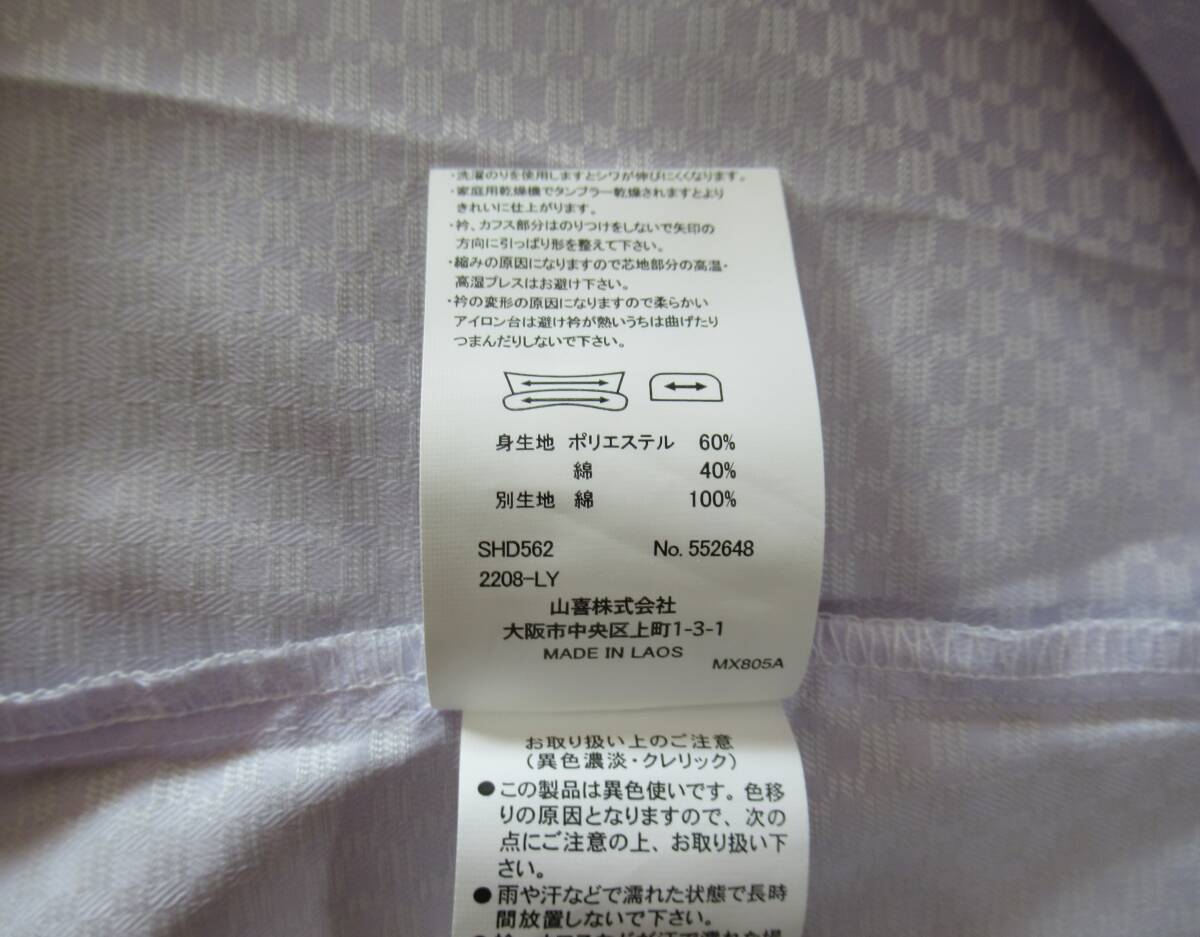 ・洗濯のりを使用しますとシワが伸びにくくなります。
・家庭用乾燥機でタンブラー乾燥されますとより
きれいに仕上がります。
・衿、カフス部分はのりつけをしないで矢印の
方向に引っぱり形を整えて下さい。
・縮みの原因になりますので芯地部分の高温・
高湿プレスはお避け下さい。
・衿の変形の原因になりますので柔らかい
アイロン台は避け衿が熱いうちは曲げたり
つまんだりしないで下さい。
身生地 ポリエステル 60%
綿 40%
別生地 綿 100%
SHD562 No. 552648
2208-LY
山喜株式会社
大阪市中央区上町1-3-1
MADE IN LAOS
MX805A
お取り扱い上のご注意
(異色濃淡・クレリック)
●この製品は異色使いです。色移
りの原因となりますので、次の
点にご注意の上、お取り扱い下
さい。
●雨や汗などで濡れた状態で長時
間放置しないで下さい。